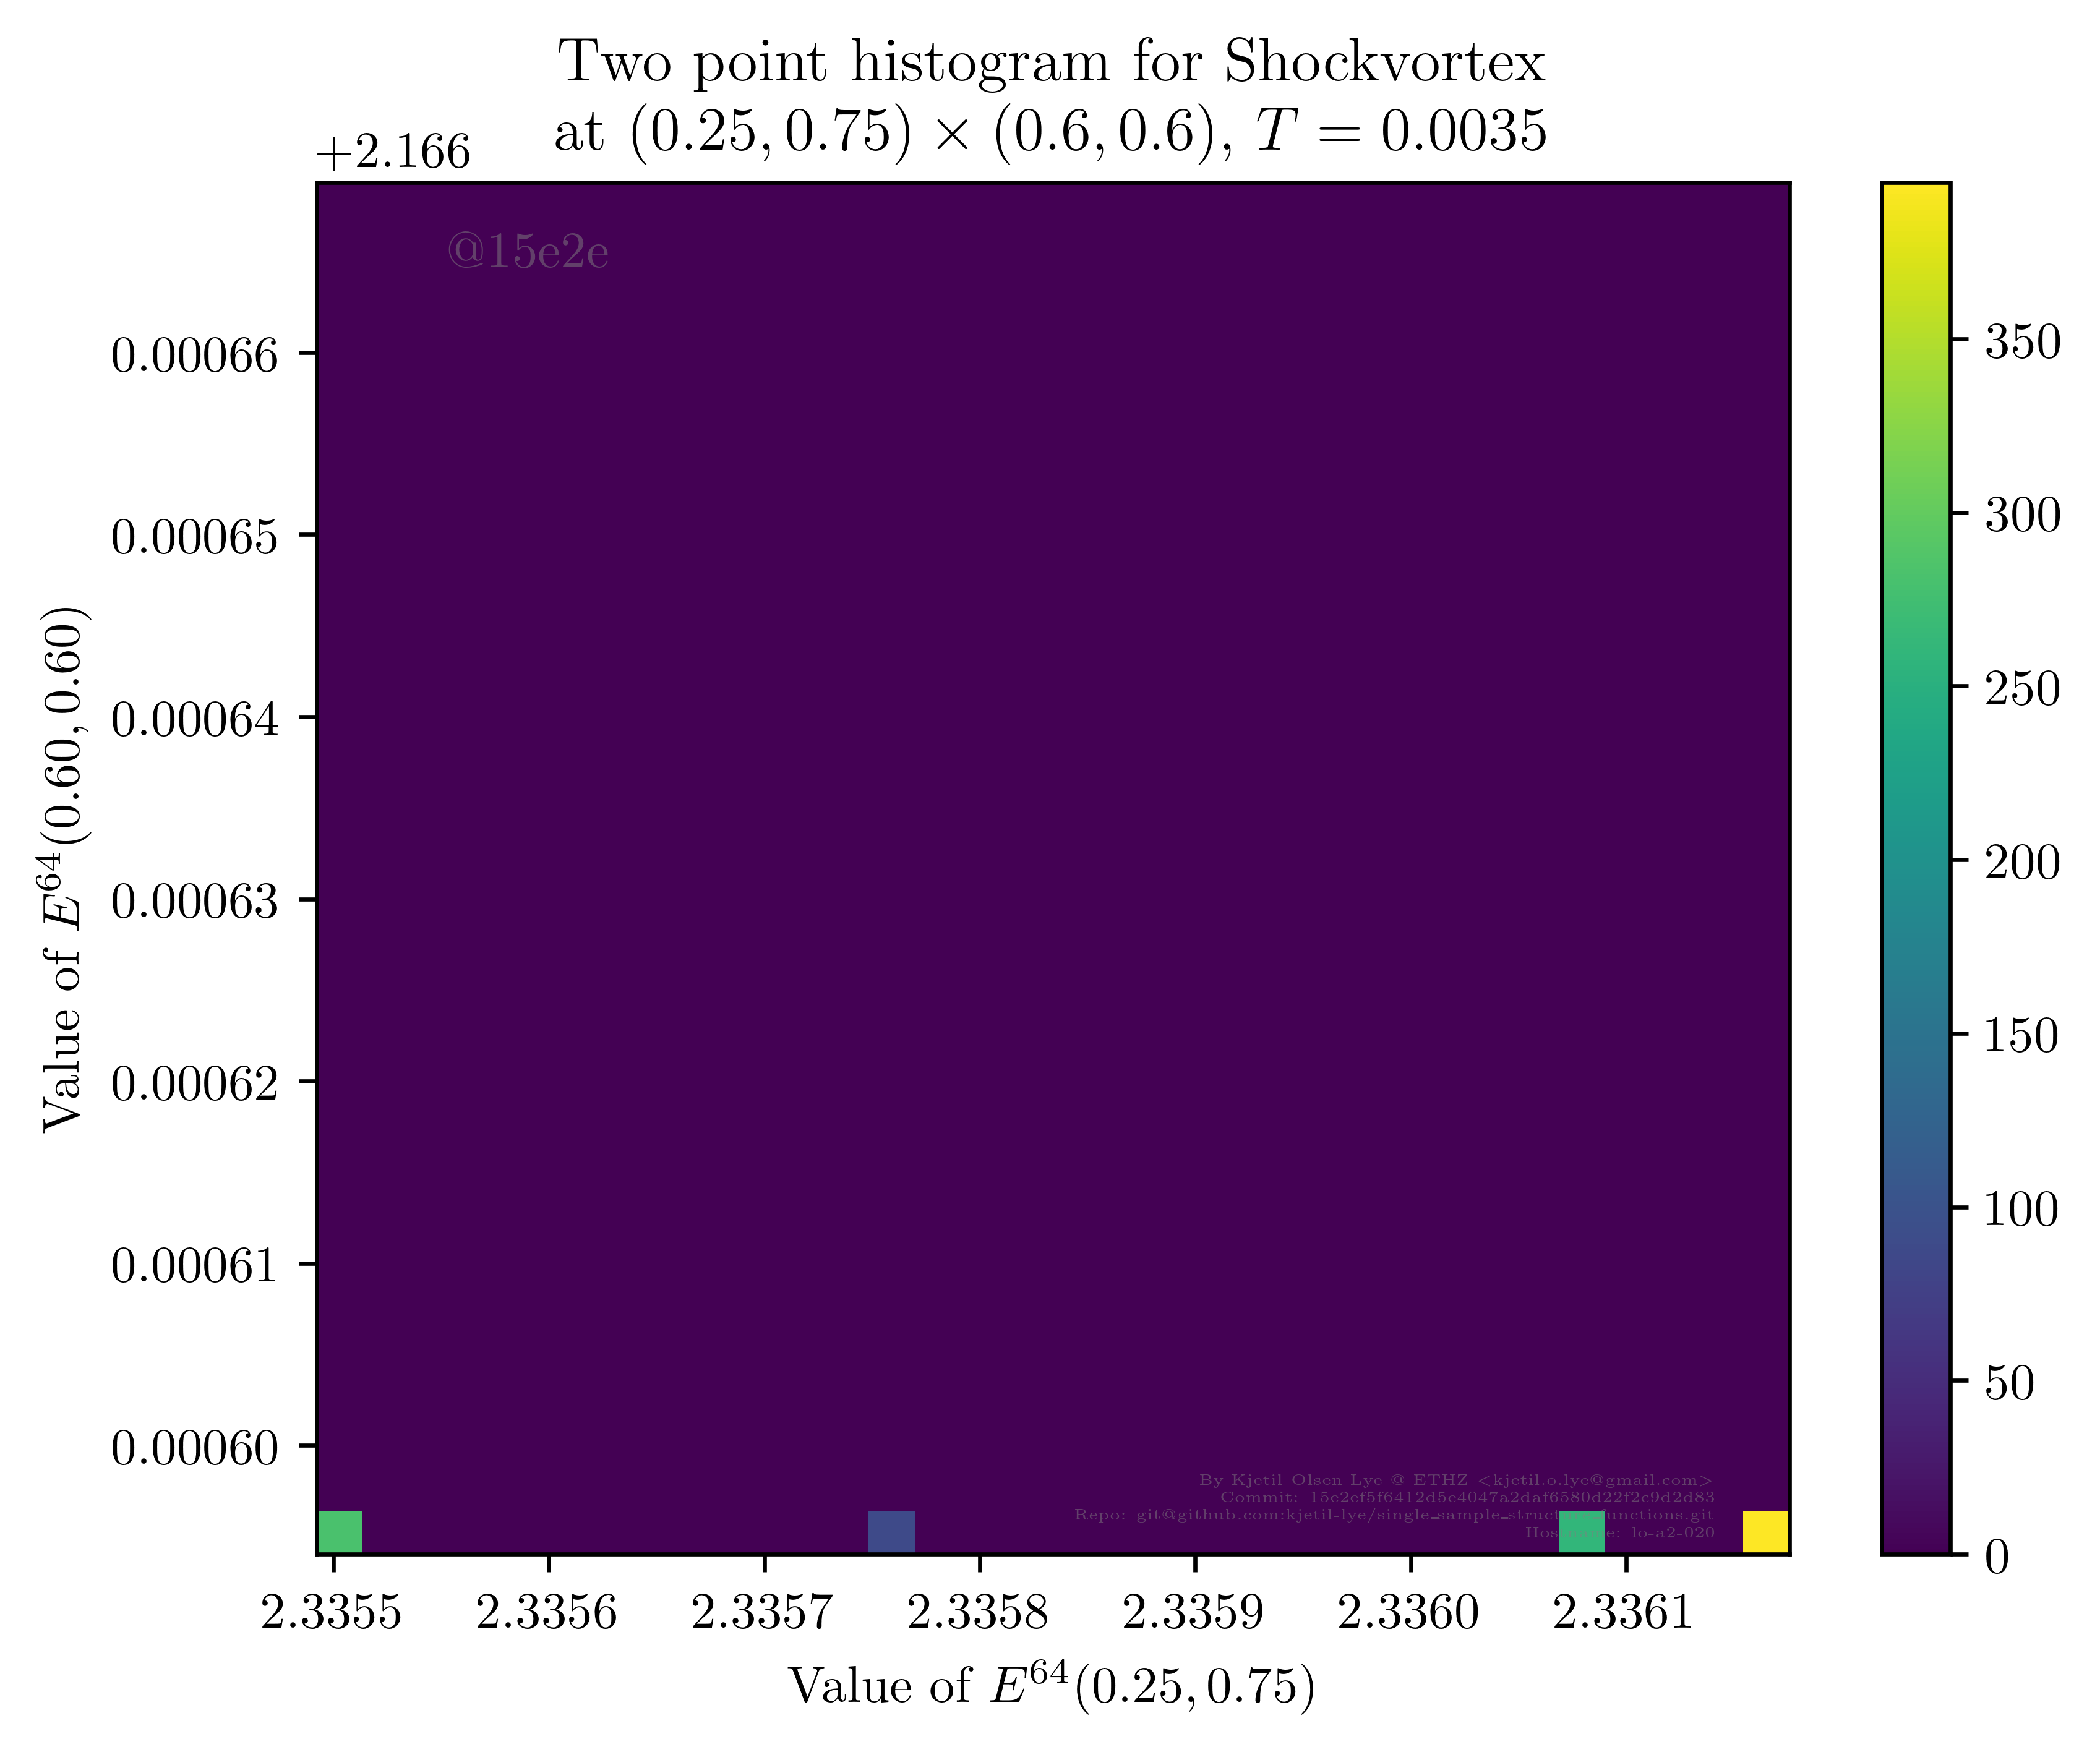 Two point histogram for Shockvortex
at (0.25, 0.75) × (0.6, 0.6), T = 0.0035
+2.166
@15e2e
0.00066
0.00065
0.00064
0.00063
0.00062
0.00061
0.00060
Value of E^64(0.60, 0.60)
350
300
250
200
150
100
50
0
By Kjetil Olsen Lye @ ETHZ <kjetil.o.lye@gmail.com>
Commit: 15e2ef5f6412d5e4047a2daf6580d22f2c9d2d83
Repo: git@github.com:kjetil-lye/single_sample_structure_functions.git
Hostname: lo-a2-020
2.3355 2.3356 2.3357 2.3358 2.3359 2.3360 2.3361
Value of E^64(0.25, 0.75)